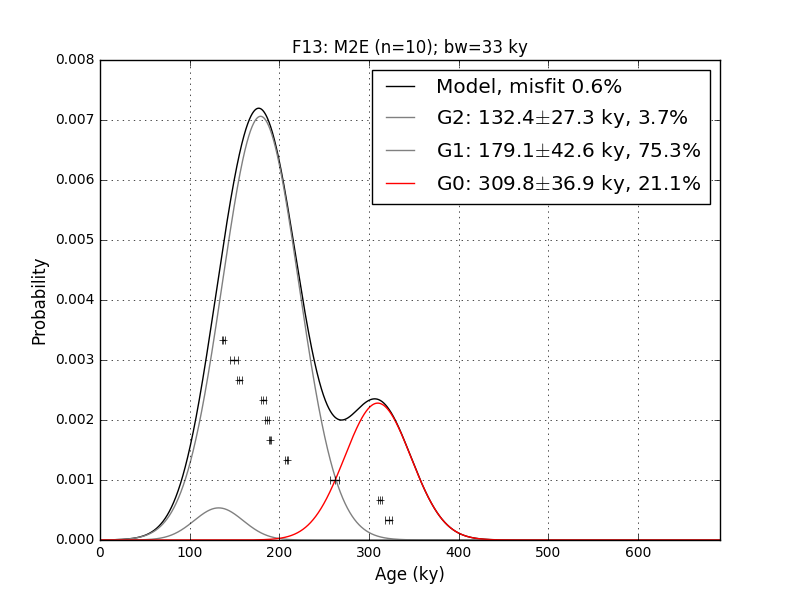 F13: M2E (n=10); bw=33 ky
Model, misfit 0.6%
G2: 132.4±27.3 ky, 3.7%
G1: 179.1±42.6 ky, 75.3%
G0: 309.8±36.9 ky, 21.1%
0.008
0.007
0.006
0.005
0.004
0.003
0.002
0.001
0.000
Probability
0 100 200 300 400 500 600
Age (ky)